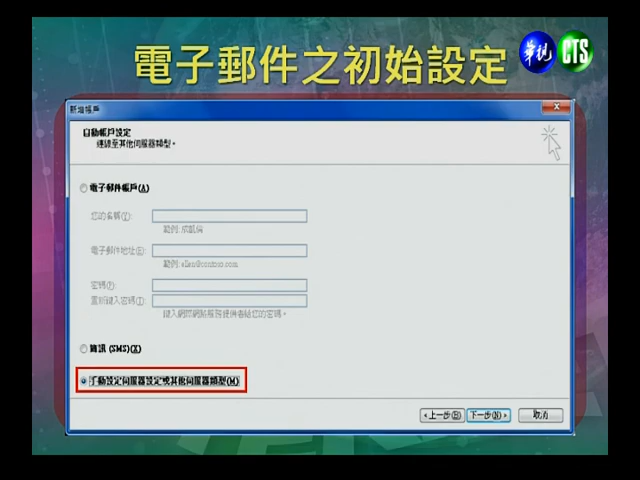 電子郵件之初始設定
華視 CTS
新增帳戶
自動帳戶設定
連線至其他伺服器類型。
電子郵件帳戶(A)
您的名稱(Y):
範例:
電子郵件地址(E):
範例: ellen@contoso.com
密碼(P):
重新鍵入密碼(T):
鍵入網際網路服務提供者給您的密碼。
簡訊 (SMS)(X)
手動設定伺服器設定或其他伺服器類型(M)
<上一步(B) 下一步(N)> 取消